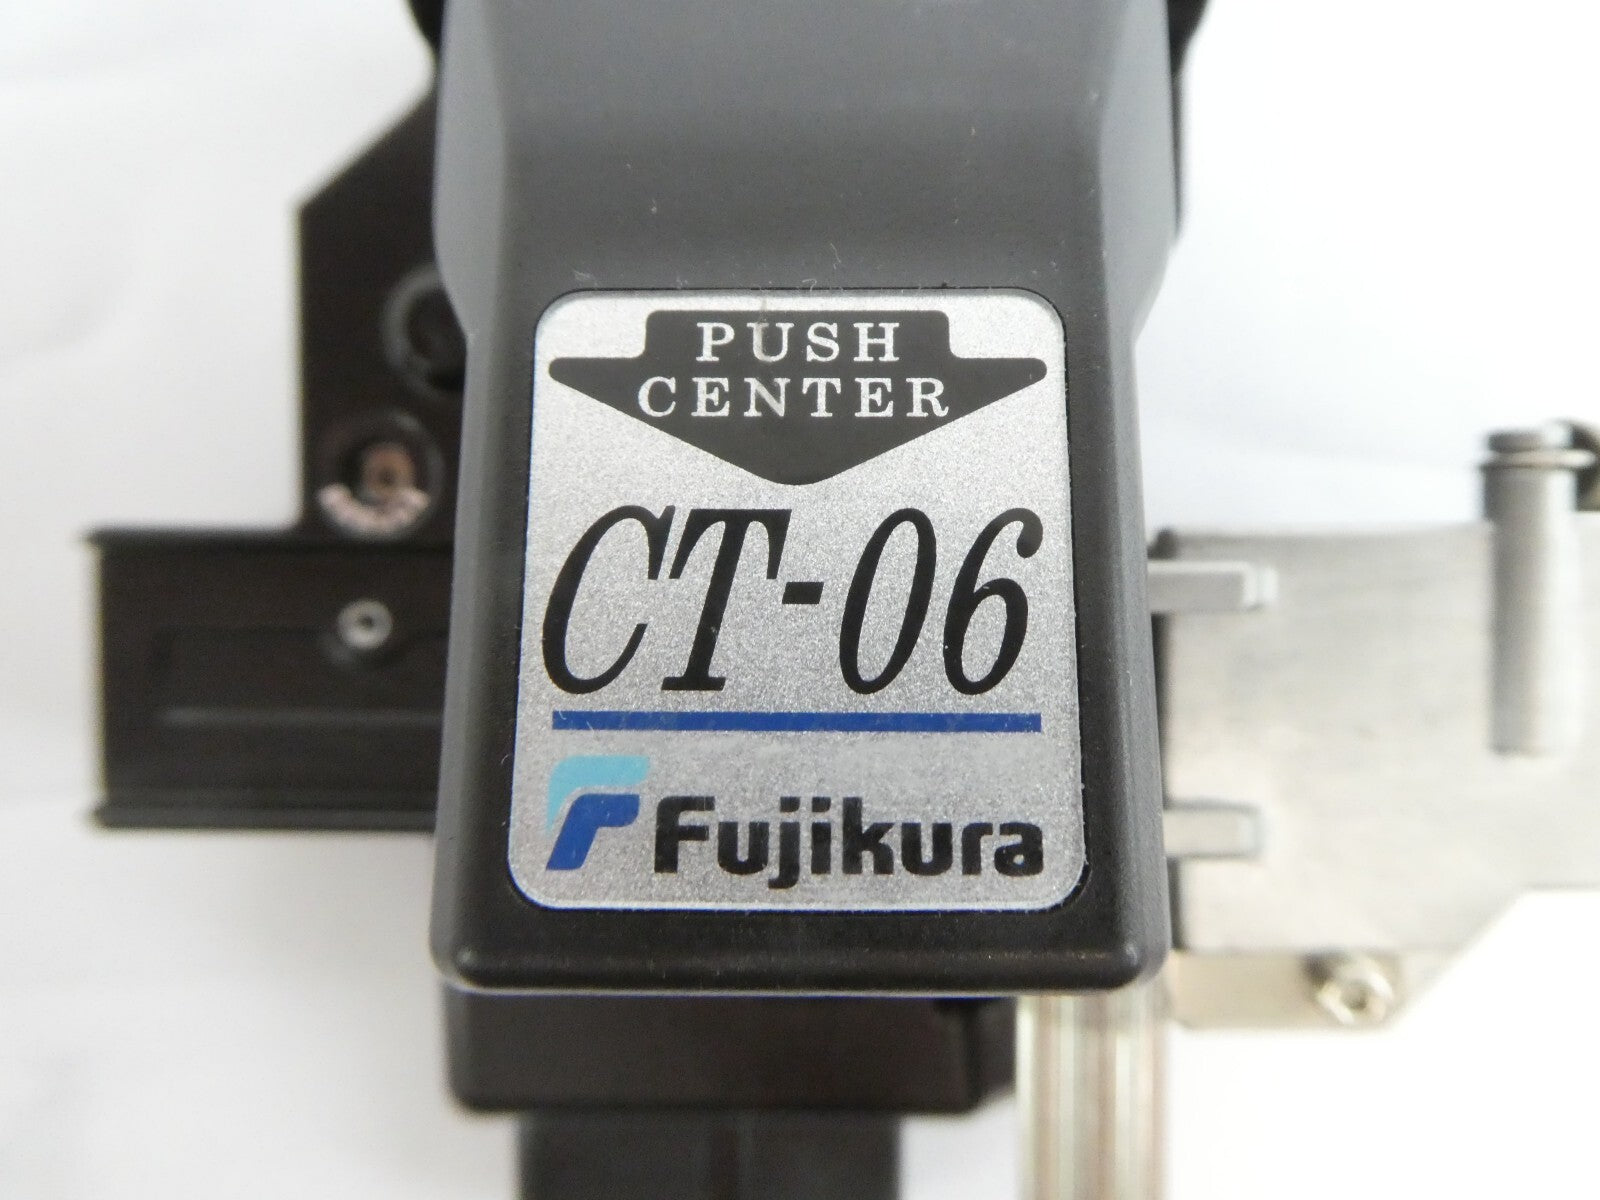 PUSH
CENTER
CT-06
Fujikura